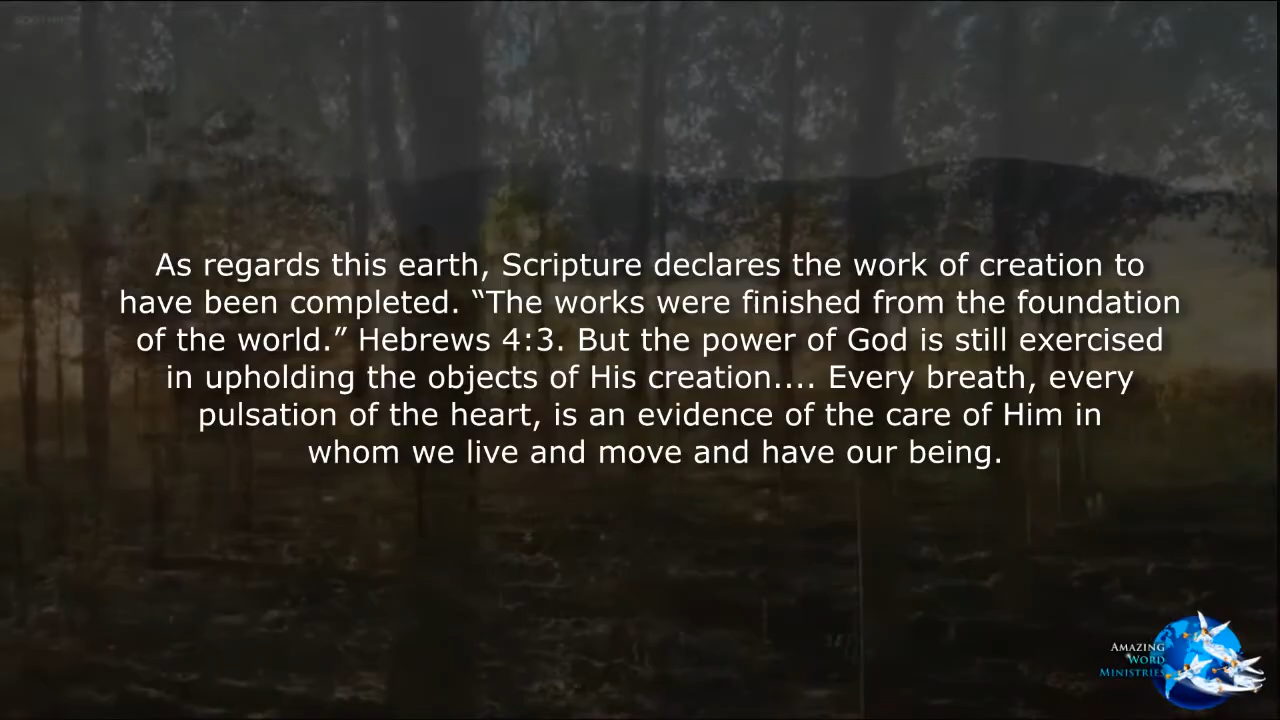 As regards this earth, Scripture declares the work of creation to
have been completed. “The works were finished from the foundation
of the world.” Hebrews 4:3. But the power of God is still exercised
in upholding the objects of His creation.... Every breath, every
pulsation of the heart, is an evidence of the care of Him in
whom we live and move and have our being.
AMAZING
WORD
MINISTRIES